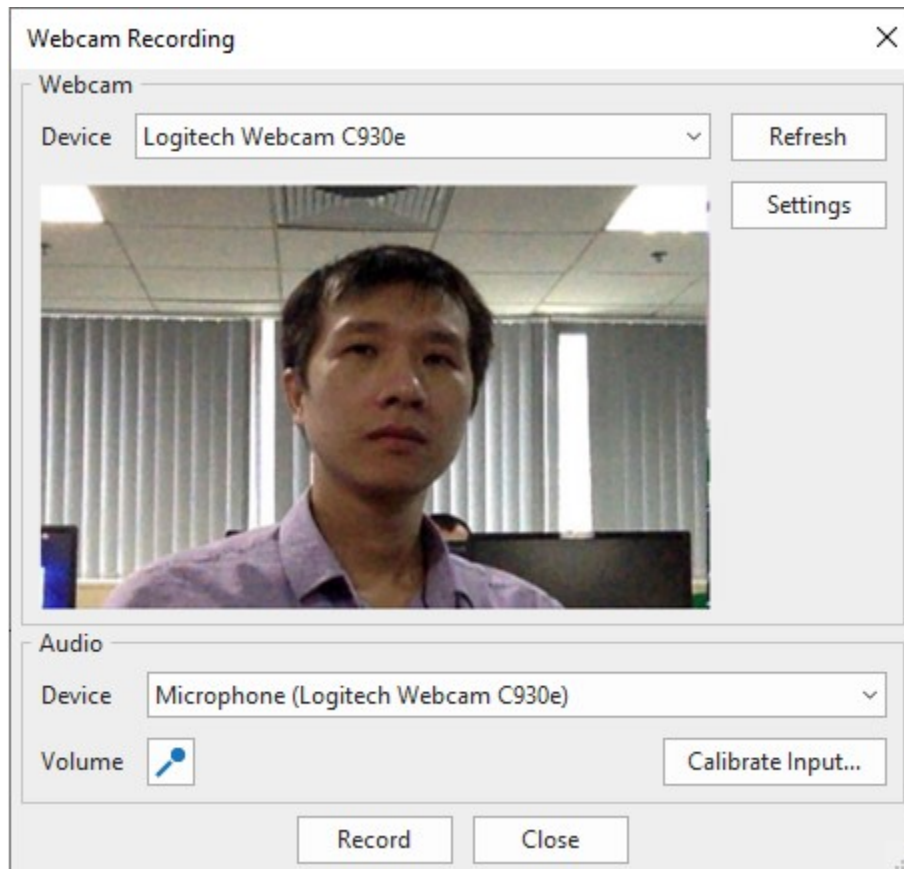 Webcam Recording
Webcam
Device Logitech Webcam C930e Refresh
Settings
Audio
Device Microphone (Logitech Webcam C930e)
Volume Calibrate Input...
Record Close